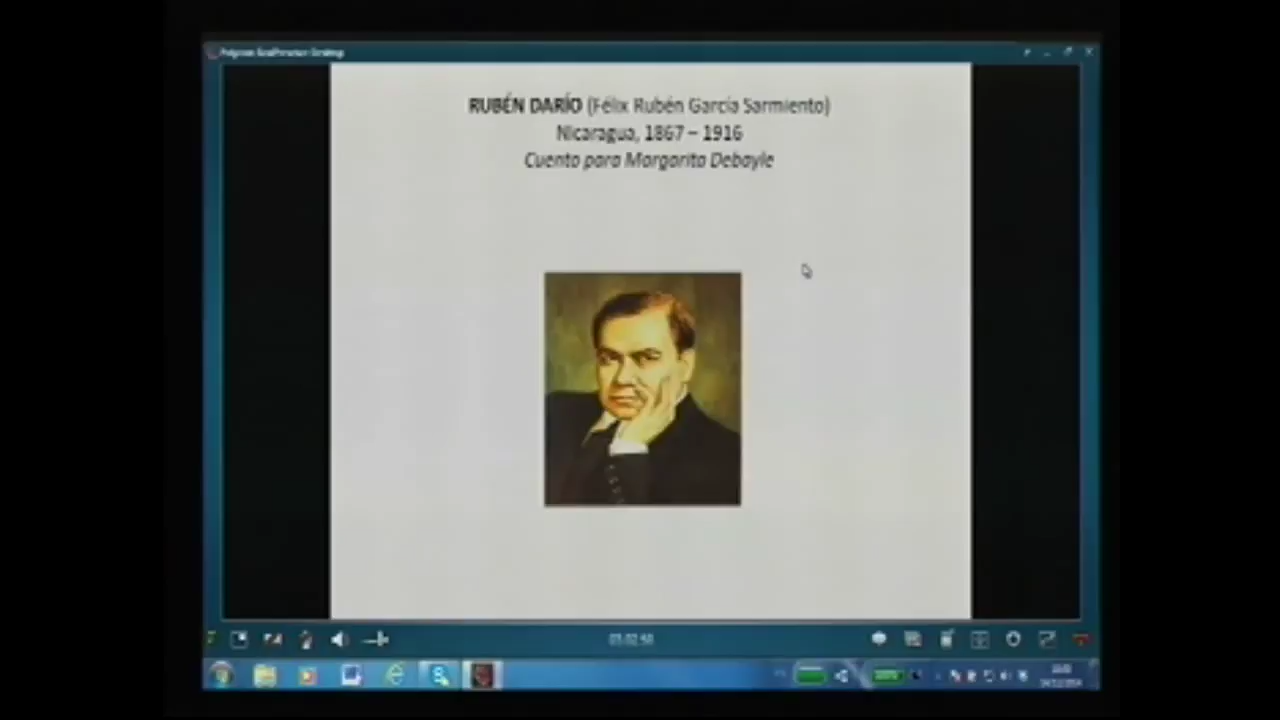 RUBÉN DARÍO (Félix Rubén García Sarmiento)
Nicaragua, 1867 – 1916
Cuento para Margarita Debayle